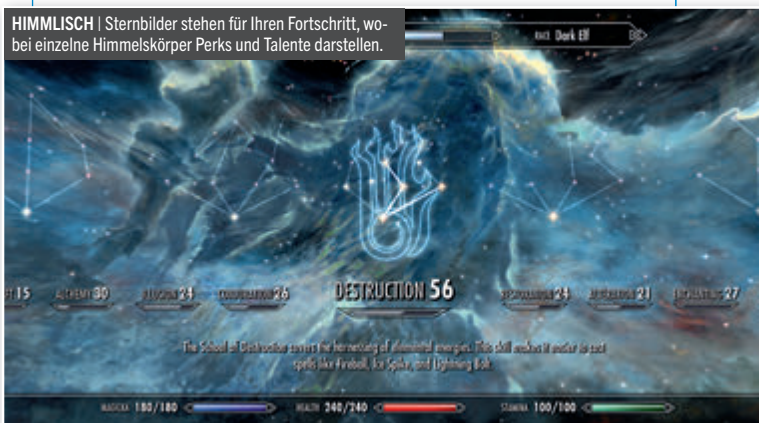 HIMMLISCH | Sternbilder stehen für Ihren Fortschritt, wo-
bei einzelne Himmelskörper Perks und Talente darstellen.
RACE Dark Elf
15 ALCHEMY 30 ILLUSION 24 CONJURATION 26 DESTRUCTION 56 RESTORATION 24 ALTERATION 21 ENCHANTING 27
The School of Destruction covers the harnessing of elemental energies. This skill makes it easier to cast
spells like Fireball, Ice Spike, and Lightning Bolt.
MAGICKA 180/180 HEALTH 240/240 STAMINA 100/100